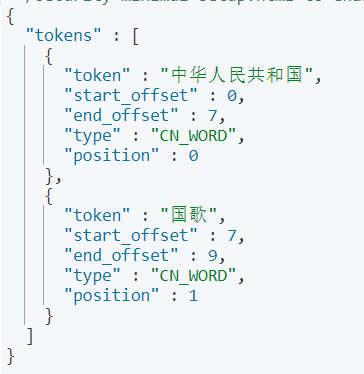 {
"tokens" : [
{
"token" : "中华人民共和国",
"start_offset" : 0,
"end_offset" : 7,
"type" : "CN_WORD",
"position" : 0
},
{
"token" : "国歌",
"start_offset" : 7,
"end_offset" : 9,
"type" : "CN_WORD",
"position" : 1
}
]
}